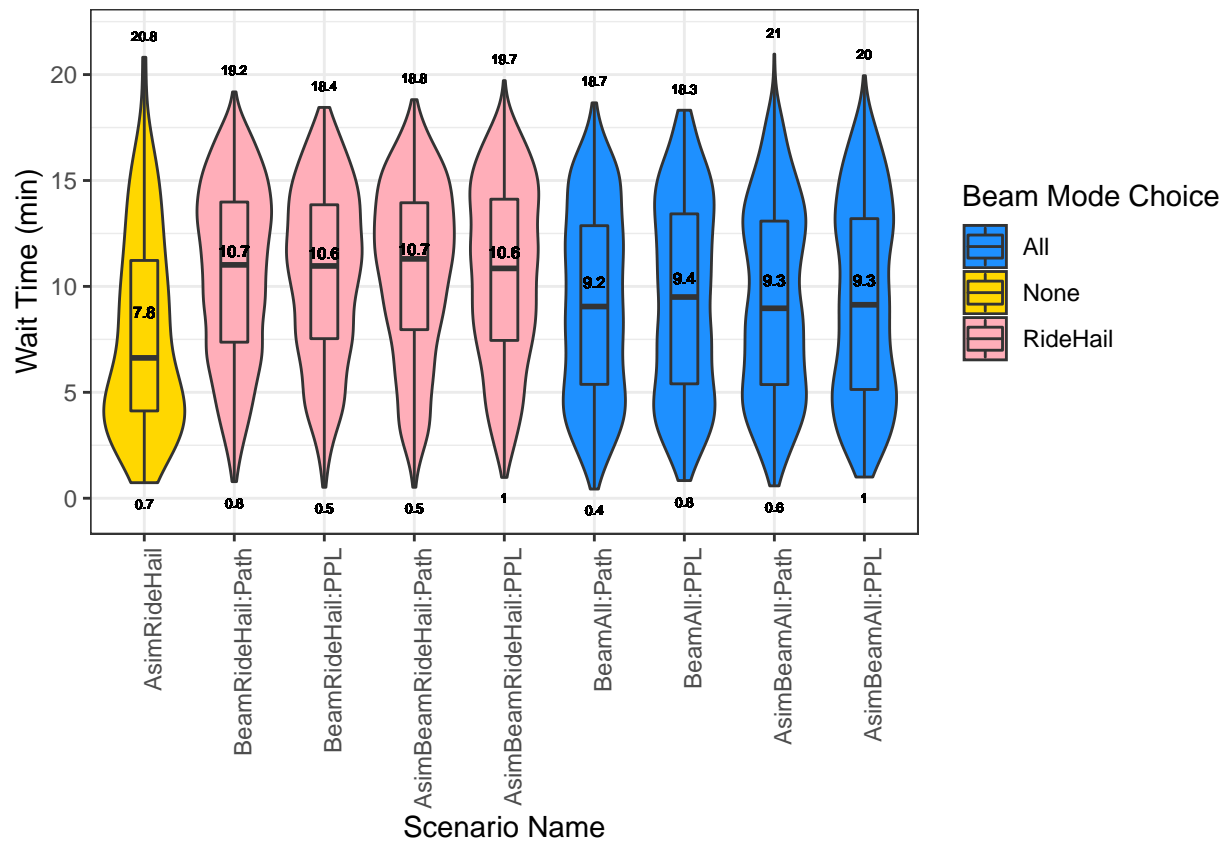 20.8
19.2
18.4
18.8
19.7
18.7
18.3
21
20
20
15
10
5
0
Wait Time (min)
7.8
10.7
10.6
10.7
10.6
9.2
9.4
9.3
9.3
0.7
0.8
0.5
0.5
1
0.4
0.8
0.6
1
AsimRideHail
BeamRideHail:Path
BeamRideHail:PPL
AsimBeamRideHail:Path
AsimBeamRideHail:PPL
BeamAll:Path
BeamAll:PPL
AsimBeamAll:Path
AsimBeamAll:PPL
Scenario Name
Beam Mode Choice
All
None
RideHail